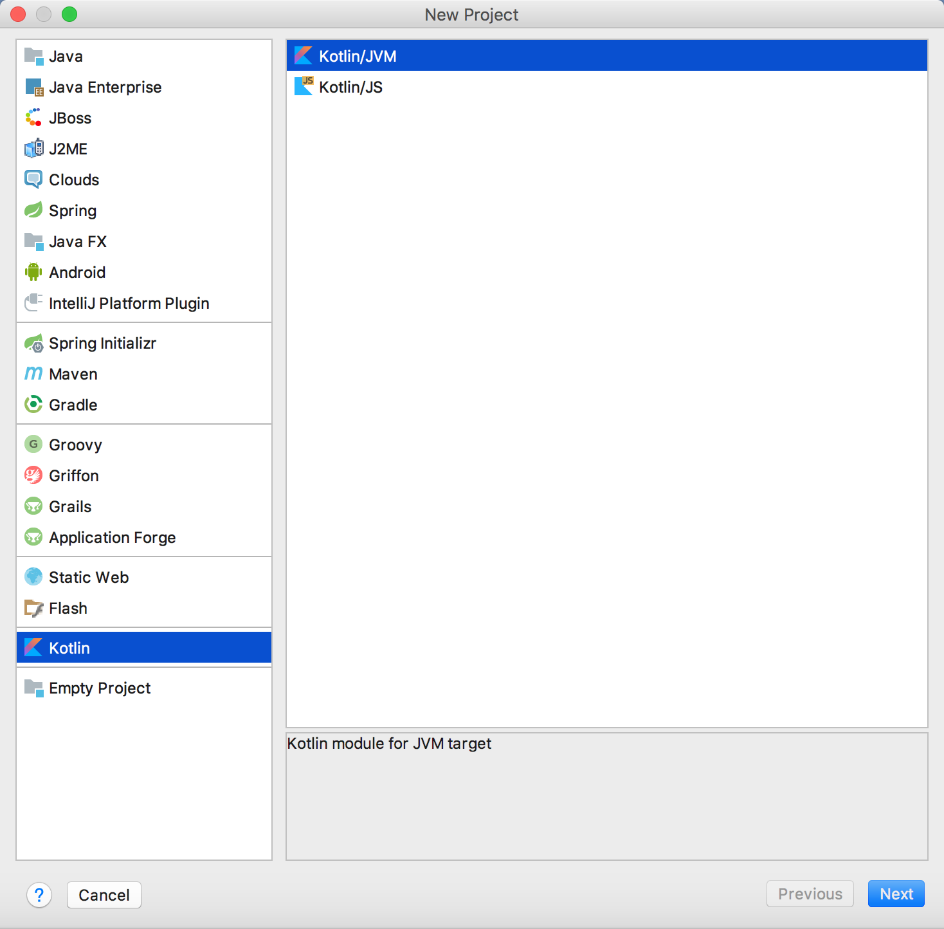 New Project
Java
Java Enterprise
JBoss
J2ME
Clouds
Spring
Java FX
Android
IntelliJ Platform Plugin
Spring Initializr
Maven
Gradle
G Groovy
Griffon
Grails
Application Forge
Static Web
Flash
Kotlin
Empty Project
Kotlin/JVM
JS Kotlin/JS
Kotlin module for JVM target
? Cancel Previous Next